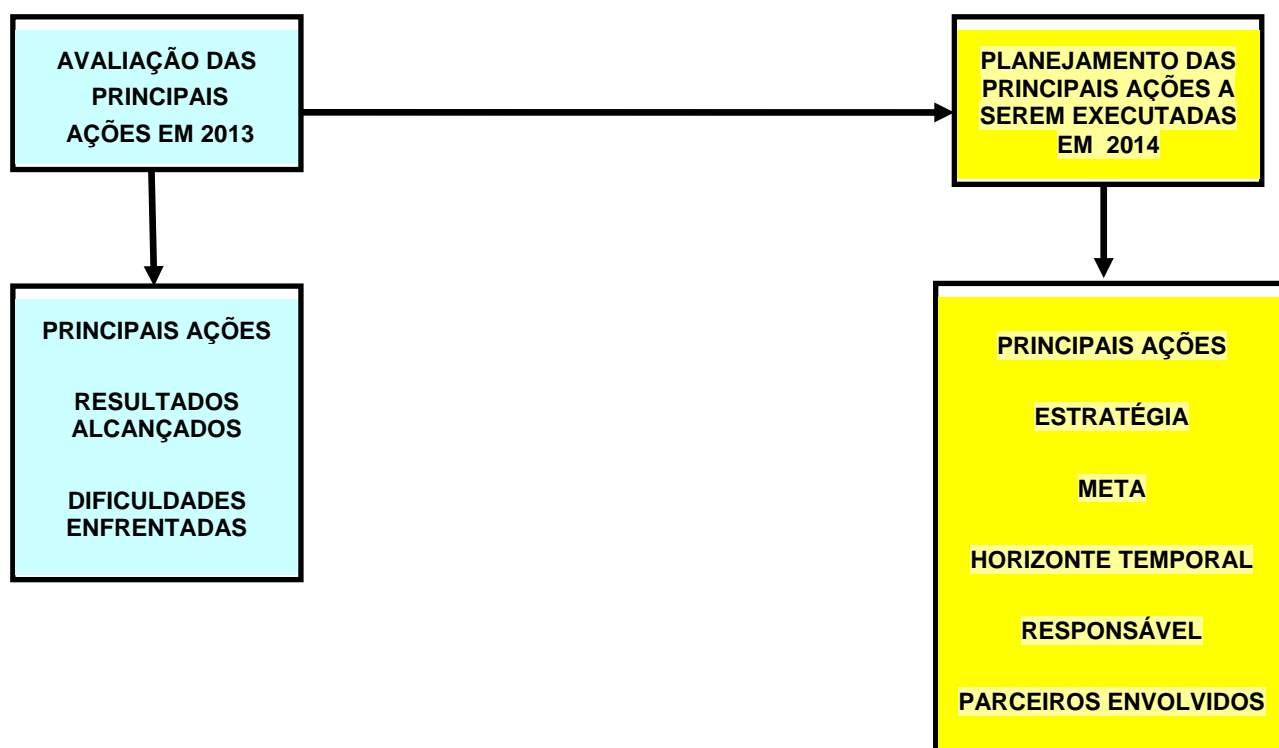 AVALIAÇÃO DAS
PRINCIPAIS
AÇÕES EM 2013
PLANEJAMENTO DAS
PRINCIPAIS AÇÕES A
SEREM EXECUTADAS
EM 2014
PRINCIPAIS AÇÕES
RESULTADOS
ALCANÇADOS
DIFICULDADES
ENFRENTADAS
PRINCIPAIS AÇÕES
ESTRATÉGIA
META
HORIZONTE TEMPORAL
RESPONSÁVEL
PARCEIROS ENVOLVIDOS